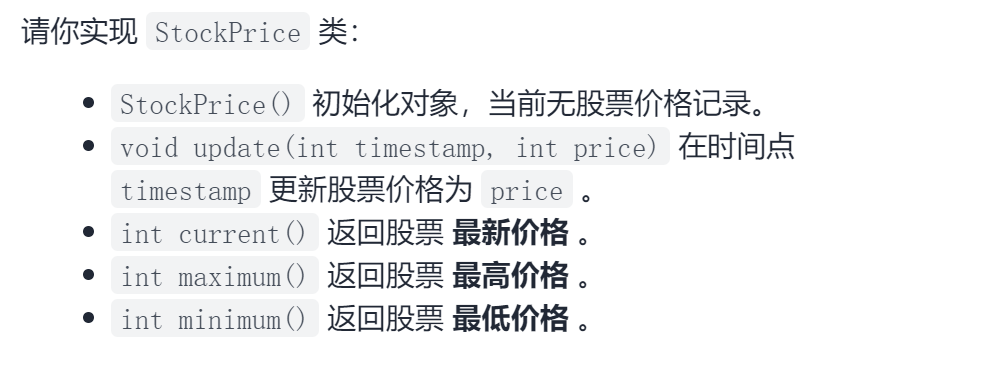 请你实现 StockPrice 类：
StockPrice() 初始化对象，当前无股票价格记录。
void update(int timestamp, int price) 在时间点
timestamp 更新股票价格为 price 。
int current() 返回股票 最新价格 。
int maximum() 返回股票 最高价格 。
int minimum() 返回股票 最低价格 。